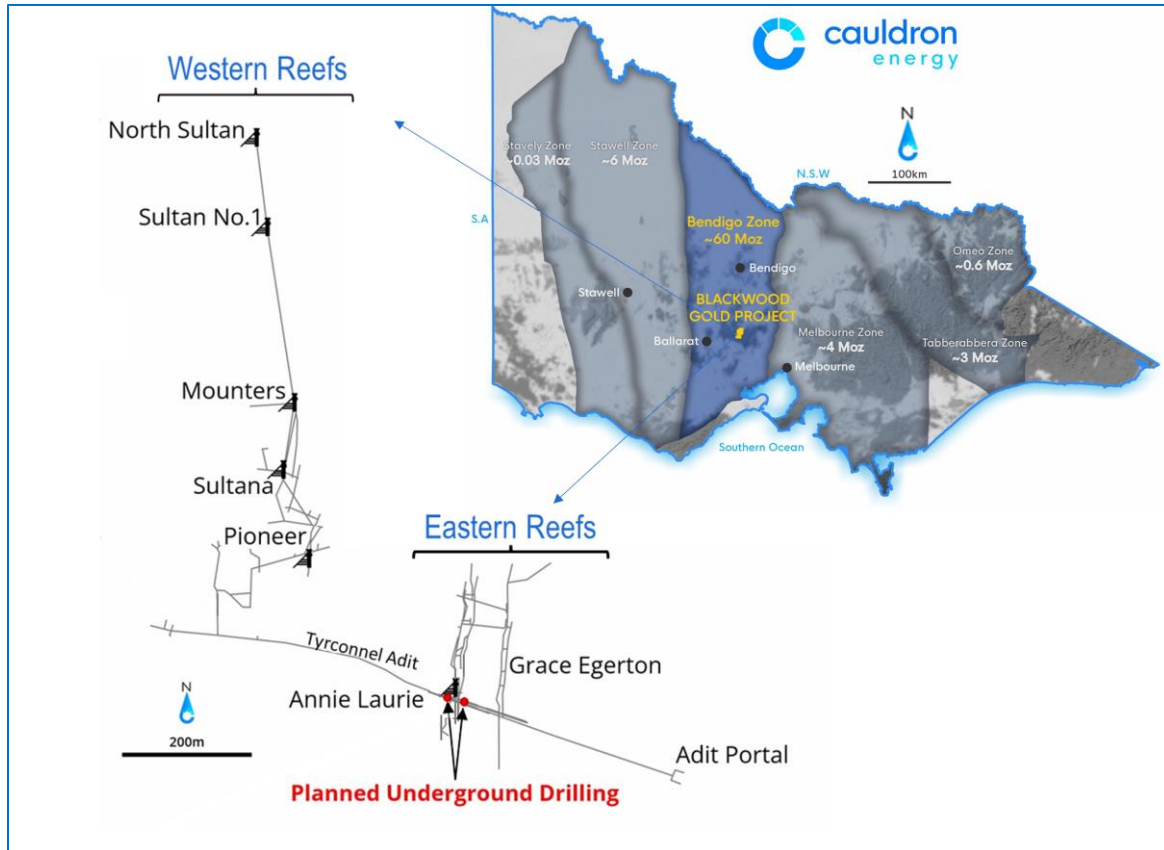 Western Reefs
North Sultan
Sultan No.1
Mounters
Sultana
Pioneer
Eastern Reefs
Tyrconnel Adit
Grace Egerton
Annie Laurie
Adit Portal
Planned Underground Drilling
N
200m
cauldron
energy
N
100km
Stavely Zone
~0.03 Moz
Stawell Zone
~6 Moz
N.S.W
S.A
Bendigo Zone
~60 Moz
Omeo Zone
~0.6 Moz
Bendigo
Stawell
BLACKWOOD
GOLD PROJECT
Ballarat
Melbourne Zone
~4 Moz
Tabberabbera Zone
~3 Moz
Melbourne
Southern Ocean